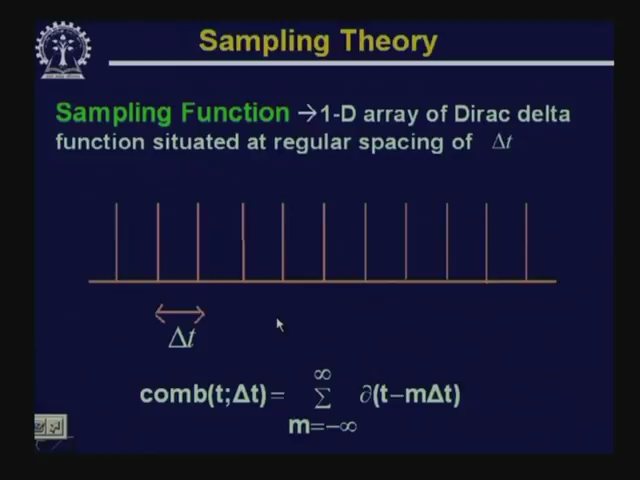 Sampling Theory
Sampling Function →1-D array of Dirac delta
function situated at regular spacing of Δt
Δt
∞
comb(t;Δt)= Σ ∂(t−mΔt)
m=−∞